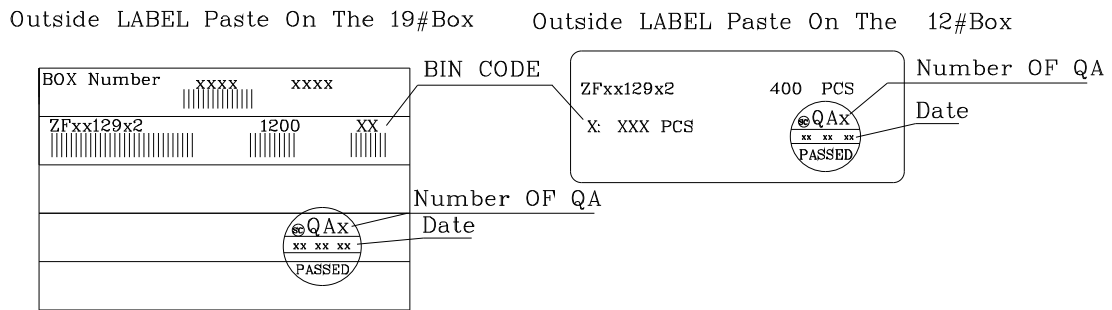 Outside LABEL Paste On The 19#Box
Outside LABEL Paste On The 12#Box
BOX Number xxxx xxxx
ZFxx129x2 1200 XX
BIN CODE
SC QAx
xx xx xx
PASSED
Number OF QA
Date
ZFxx129x2 400 PCS
X: XXX PCS
SC QAx
xx xx xx
PASSED
Number OF QA
Date